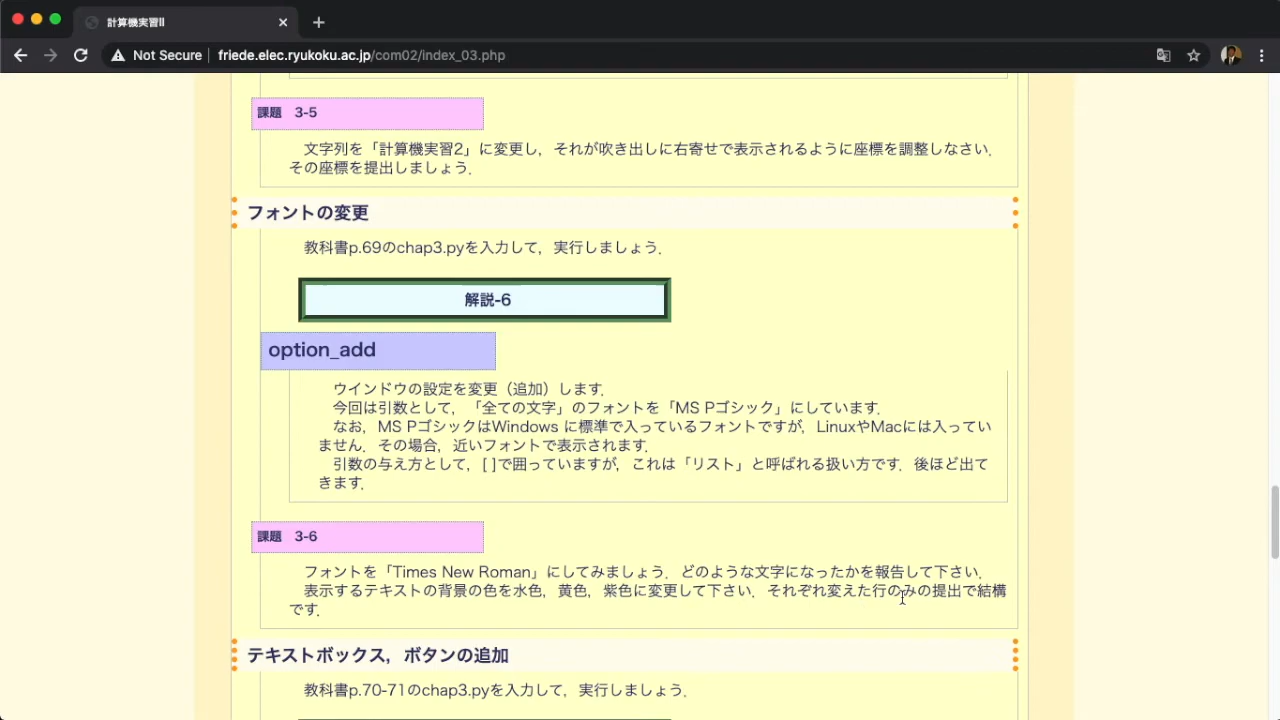 計算機実習II
Not Secure
friede.elec.ryukoku.ac.jp/com02/index_03.php
課題　3-5
文字列を「計算機実習2」に変更し，それが吹き出しに右寄せで表示されるように座標を調整しなさい．
その座標を提出しましょう．
フォントの変更
教科書p.69のchap3.pyを入力して，実行しましょう．
解説-6
option_add
ウインドウの設定を変更（追加）します．
今回は引数として，「全ての文字」のフォントを「MS Pゴシック」にしています．
なお，MS PゴシックはWindows に標準で入っているフォントですが，LinuxやMacには入ってい
ません．その場合，近いフォントで表示されます．
引数の与え方として，[ ]で囲っていますが，これは「リスト」と呼ばれる扱い方です．後ほど出て
きます．
課題　3-6
フォントを「Times New Roman」にしてみましょう．どのような文字になったかを報告して下さい．
表示するテキストの背景の色を水色，黄色，紫色に変更して下さい．それぞれ変えた行のみの提出で結構
です．
テキストボックス，ボタンの追加
教科書p.70-71のchap3.pyを入力して，実行しましょう．